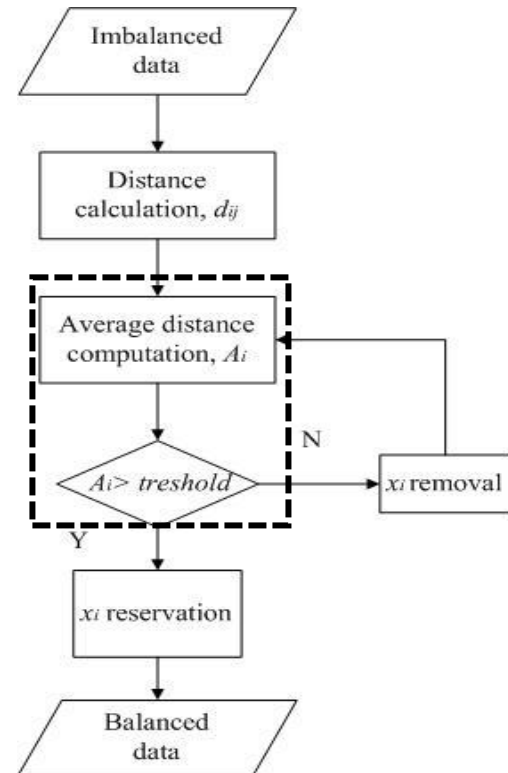 Imbalanced
data
Distance
calculation, dij
Average distance
computation, Ai
N
Ai> treshold
xi removal
Y
xi reservation
Balanced
data